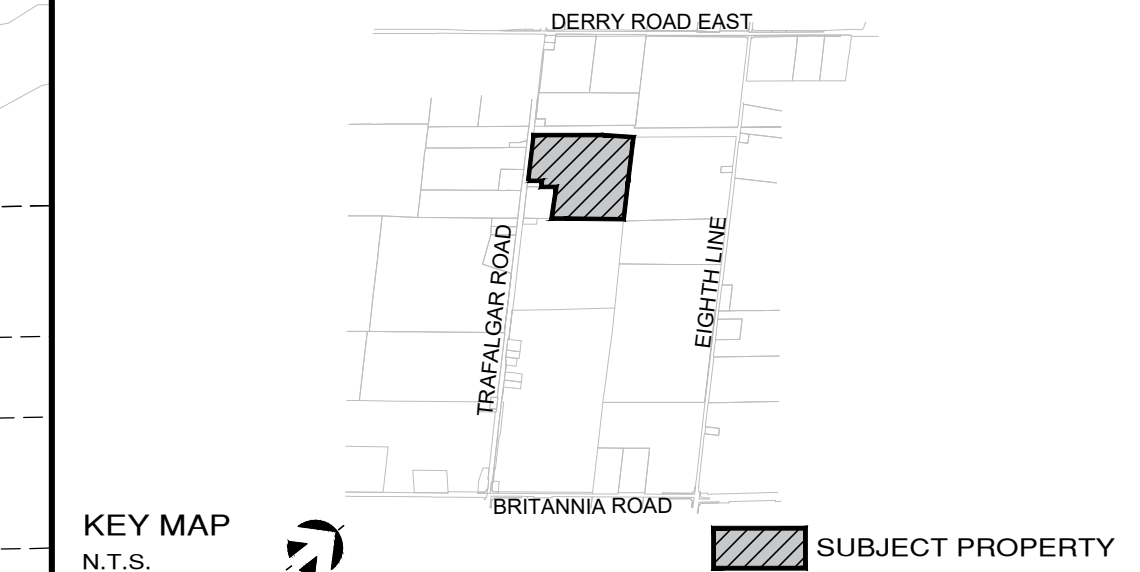 DERRY ROAD EAST
TRAFALGAR ROAD
EIGHTH LINE
BRITANNIA ROAD
KEY MAP
N.T.S.
SUBJECT PROPERTY